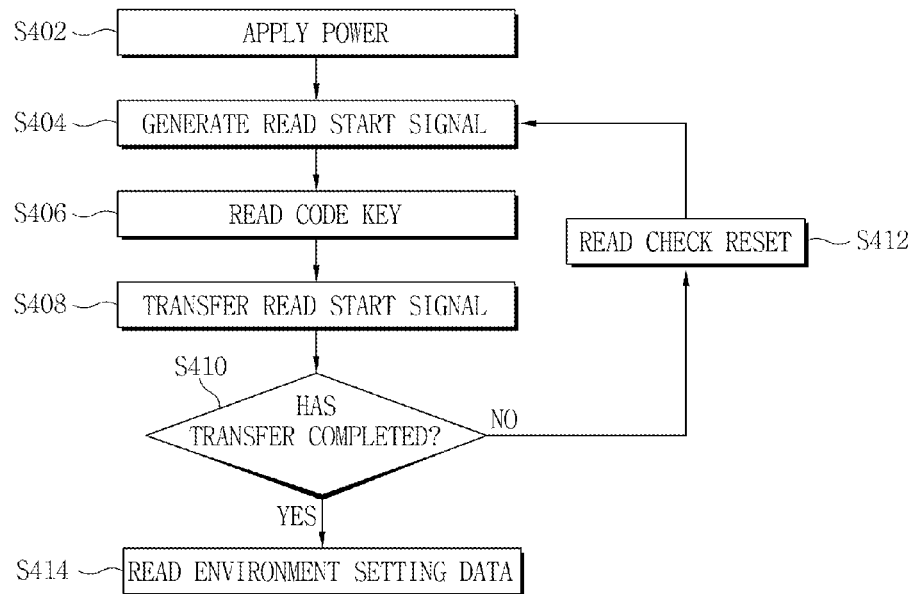 S402
APPLY POWER
S404
GENERATE READ START SIGNAL
S406
READ CODE KEY
READ CHECK RESET
S412
S408
TRANSFER READ START SIGNAL
S410
HAS
TRANSFER COMPLETED?
NO
YES
S414
READ ENVIRONMENT SETTING DATA